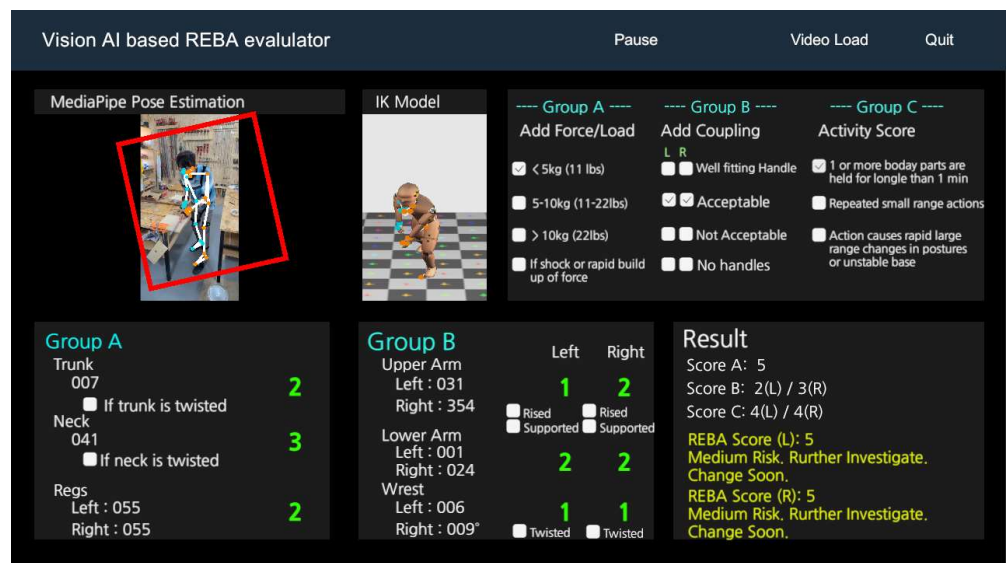 Vision AI based REBA evalulator
Pause
Video Load
Quit
MediaPipe Pose Estimation
IK Model
---- Group A ----
Add Force/Load
< 5kg (11 lbs)
5-10kg (11-22lbs)
> 10kg (22lbs)
If shock or rapid build
up of force
---- Group B ----
Add Coupling
L R
Well fitting Handle
Acceptable
Not Acceptable
No handles
---- Group C ----
Activity Score
1 or more boday parts are
held for longle than 1 min
Repeated small range actions
Action causes rapid large
range changes in postures
or unstable base
Group A
Trunk
007
2
If trunk is twisted
Neck
041
3
If neck is twisted
Regs
Left : 055
2
Right : 055
Group B
Left Right
Upper Arm
Left : 031
1 2
Right : 354
Rised Rised
Supported Supported
Lower Arm
Left : 001
2 2
Right : 024
Wrest
Left : 006
1 1
Right : 009°
Twisted Twisted
Result
Score A: 5
Score B: 2(L) / 3(R)
Score C: 4(L) / 4(R)
REBA Score (L): 5
Medium Risk. Rurther Investigate.
Change Soon.
REBA Score (R): 5
Medium Risk. Rurther Investigate.
Change Soon.